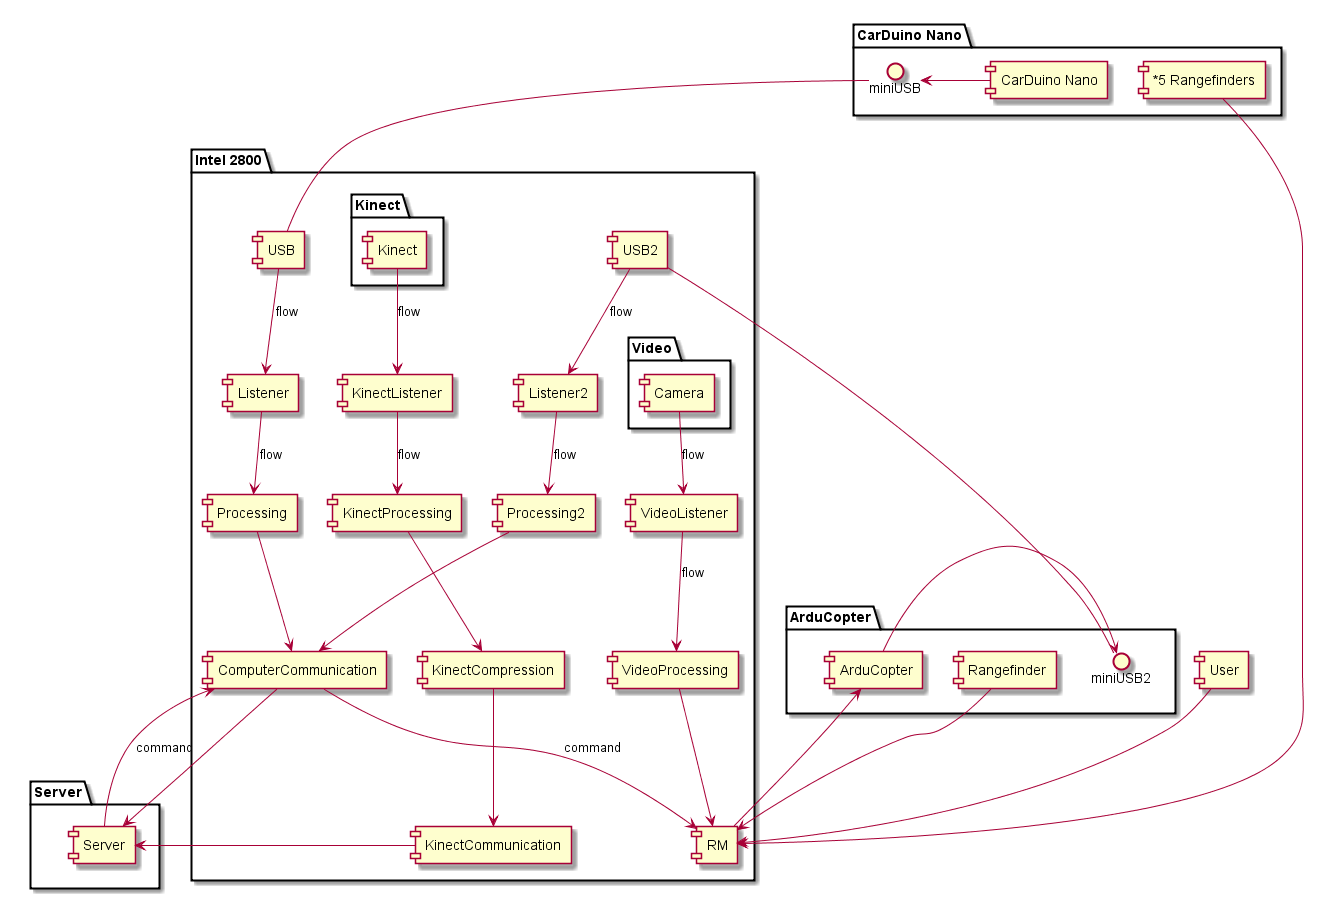 CarDuino Nano
miniUSB
CarDuino Nano
*5 Rangefinders
Intel 2800
Kinect
USB
Kinect
USB2
flow
flow
flow
Video
Listener
KinectListener
Listener2
Camera
flow
flow
flow
flow
Processing
KinectProcessing
Processing2
VideoListener
flow
ArduCopter
ComputerCommunication
KinectCompression
VideoProcessing
ArduCopter
Rangefinder
miniUSB2
User
command
command
Server
Server
KinectCommunication
RM